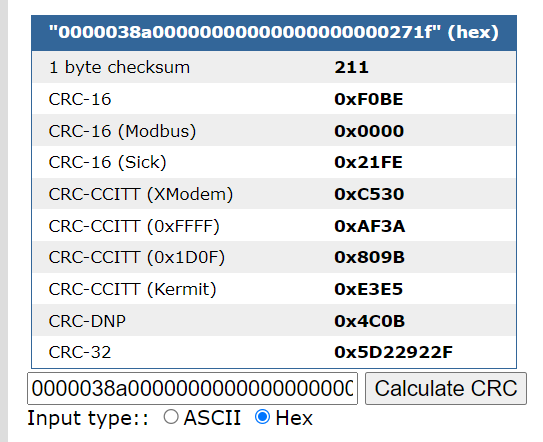 "0000038a00000000000000000000271f" (hex)
1 byte checksum 211
CRC-16 0xF0BE
CRC-16 (Modbus) 0x0000
CRC-16 (Sick) 0x21FE
CRC-CCITT (XModem) 0xC530
CRC-CCITT (0xFFFF) 0xAF3A
CRC-CCITT (0x1D0F) 0x809B
CRC-CCITT (Kermit) 0xE3E5
CRC-DNP 0x4C0B
CRC-32 0x5D22922F
0000038a000000000000000000 Calculate CRC
Input type:: ASCII Hex